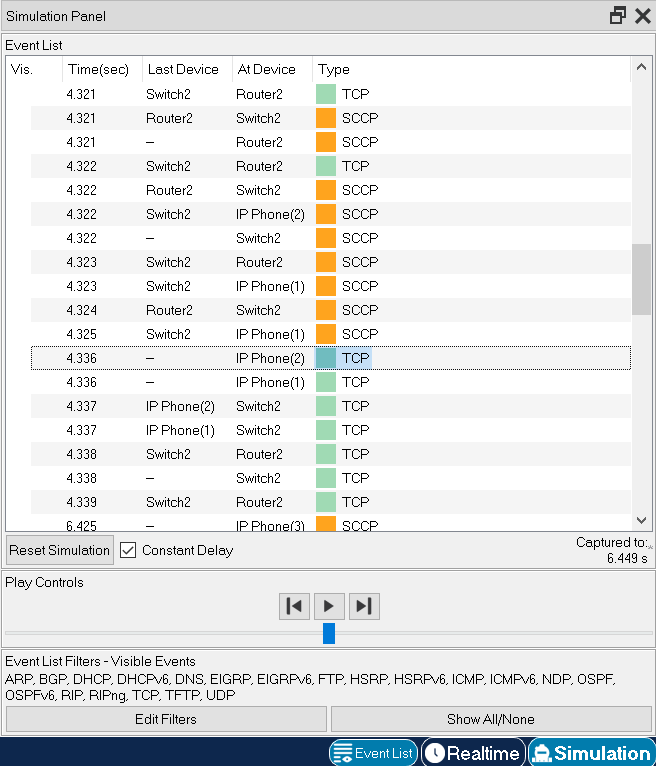 Simulation Panel
Event List
Vis. Time(sec) Last Device At Device Type
4.321 Switch2 Router2 TCP
4.321 Router2 Switch2 SCCP
4.321 -- Router2 SCCP
4.322 Switch2 Router2 TCP
4.322 Router2 Switch2 SCCP
4.322 Switch2 IP Phone(2) SCCP
4.322 -- Switch2 SCCP
4.323 Switch2 Router2 SCCP
4.323 Switch2 IP Phone(1) SCCP
4.324 Router2 Switch2 SCCP
4.325 Switch2 IP Phone(1) SCCP
4.336 -- IP Phone(2) TCP
4.336 -- IP Phone(1) TCP
4.337 IP Phone(2) Switch2 TCP
4.337 IP Phone(1) Switch2 TCP
4.338 Switch2 Router2 TCP
4.338 -- Switch2 TCP
4.339 Switch2 Router2 TCP
6.425 -- IP Phone(3) SCCP
Reset Simulation Constant Delay Captured to:*
6.449 s
Play Controls
Event List Filters - Visible Events
ARP, BGP, DHCP, DHCPv6, DNS, EIGRP, EIGRPv6, FTP, HSRP, HSRPv6, ICMP, ICMPv6, NDP, OSPF,
OSPFv6, RIP, RIPng, TCP, TFTP, UDP
Edit Filters Show All/None
Event List Realtime Simulation